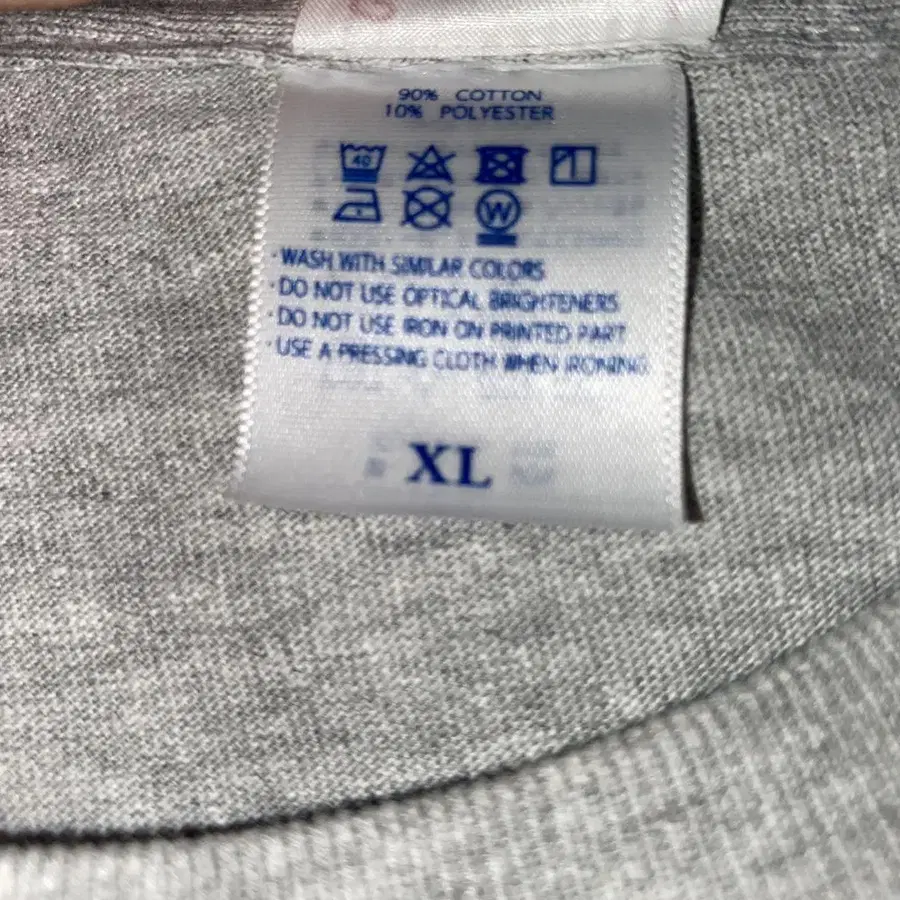 90% COTTON
10% POLYESTER
40
W
·WASH WITH SIMILAR COLORS
·DO NOT USE OPTICAL BRIGHTENERS
·DO NOT USE IRON ON PRINTED PART
·USE A PRESSING CLOTH WHEN IRONING
XL